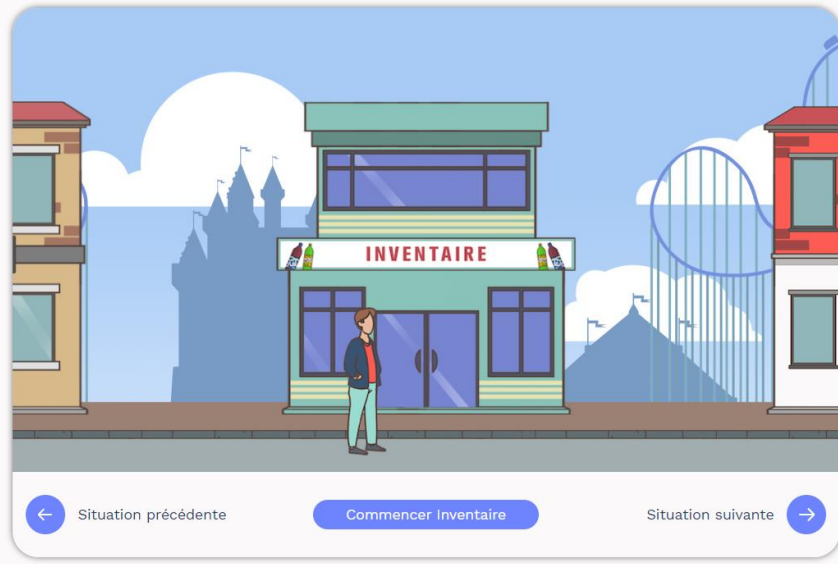 INVENTAIRE
Situation précédente
Commencer Inventaire
Situation suivante